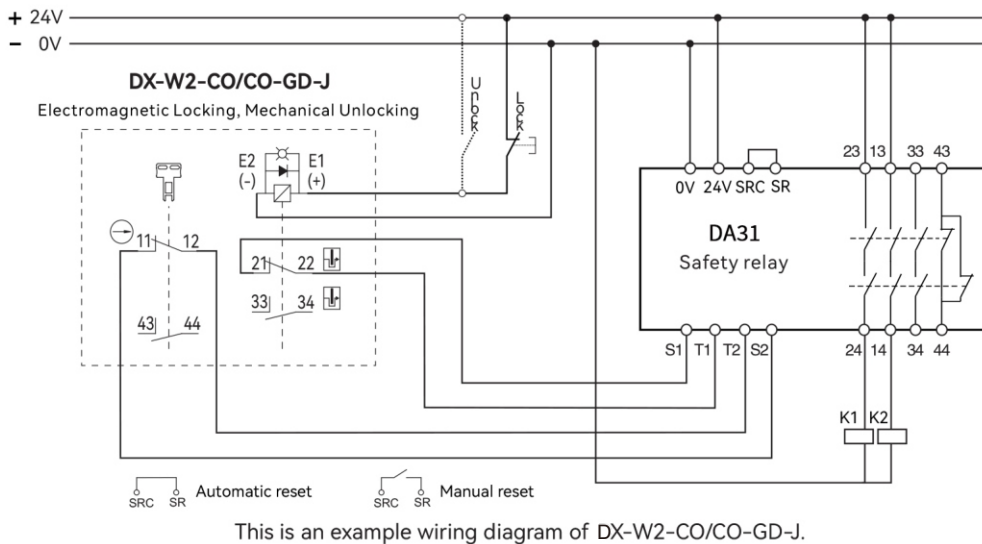 + 24V
- 0V
DX-W2-CO/CO-GD-J
Electromagnetic Locking, Mechanical Unlocking
Unlock
Lock
E2 E1
(-) (+)
11 12
21 22
33 34
43 44
23 13 33 43
0V 24V SRC SR
DA31
Safety relay
S1 T1 T2 S2
24 14 34 44
K1 K2
SRC SR Automatic reset
SRC SR Manual reset
This is an example wiring diagram of DX-W2-CO/CO-GD-J.